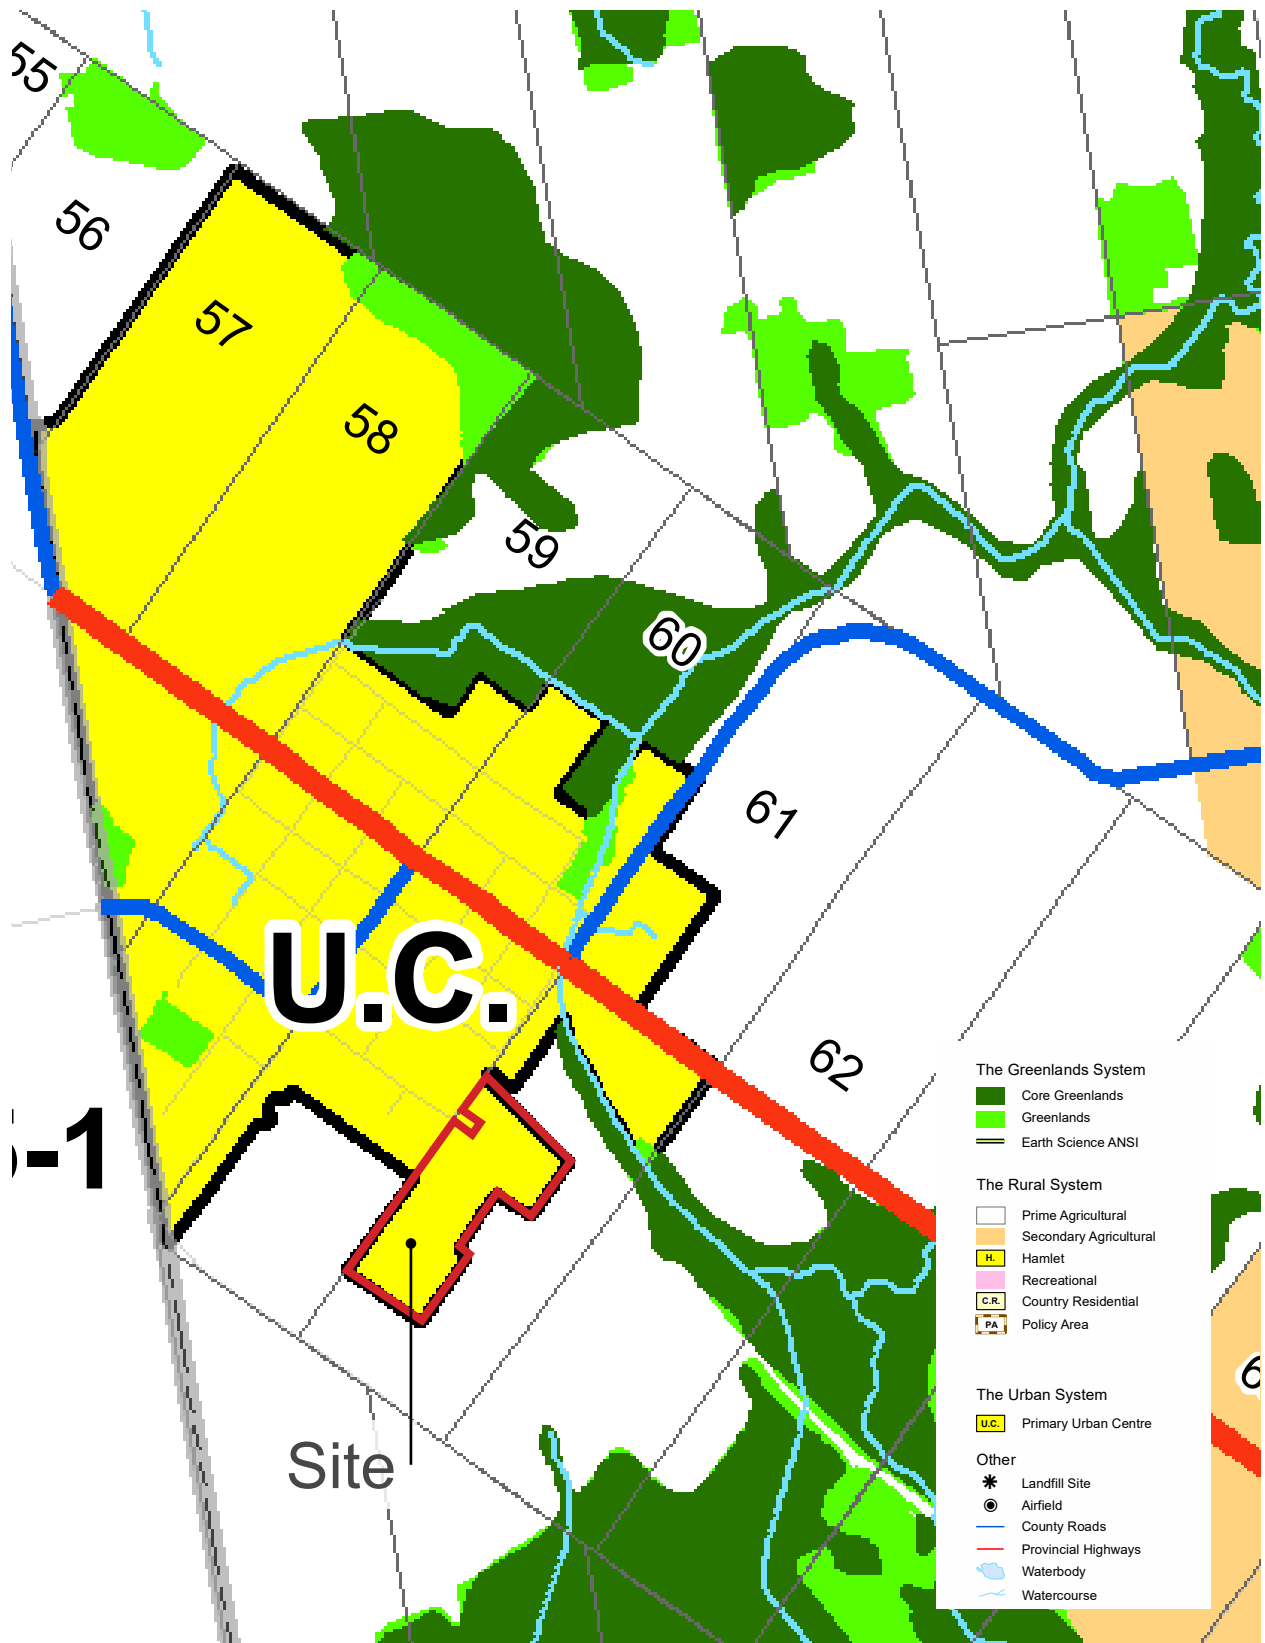 55
56
57
58
59
60
61
62
U.C.
-1
Site
6
The Greenlands System
Core Greenlands
Greenlands
Earth Science ANSI
The Rural System
Prime Agricultural
Secondary Agricultural
H. Hamlet
Recreational
C.R. Country Residential
PA Policy Area
The Urban System
U.C. Primary Urban Centre
Other
Landfill Site
Airfield
County Roads
Provincial Highways
Waterbody
Watercourse